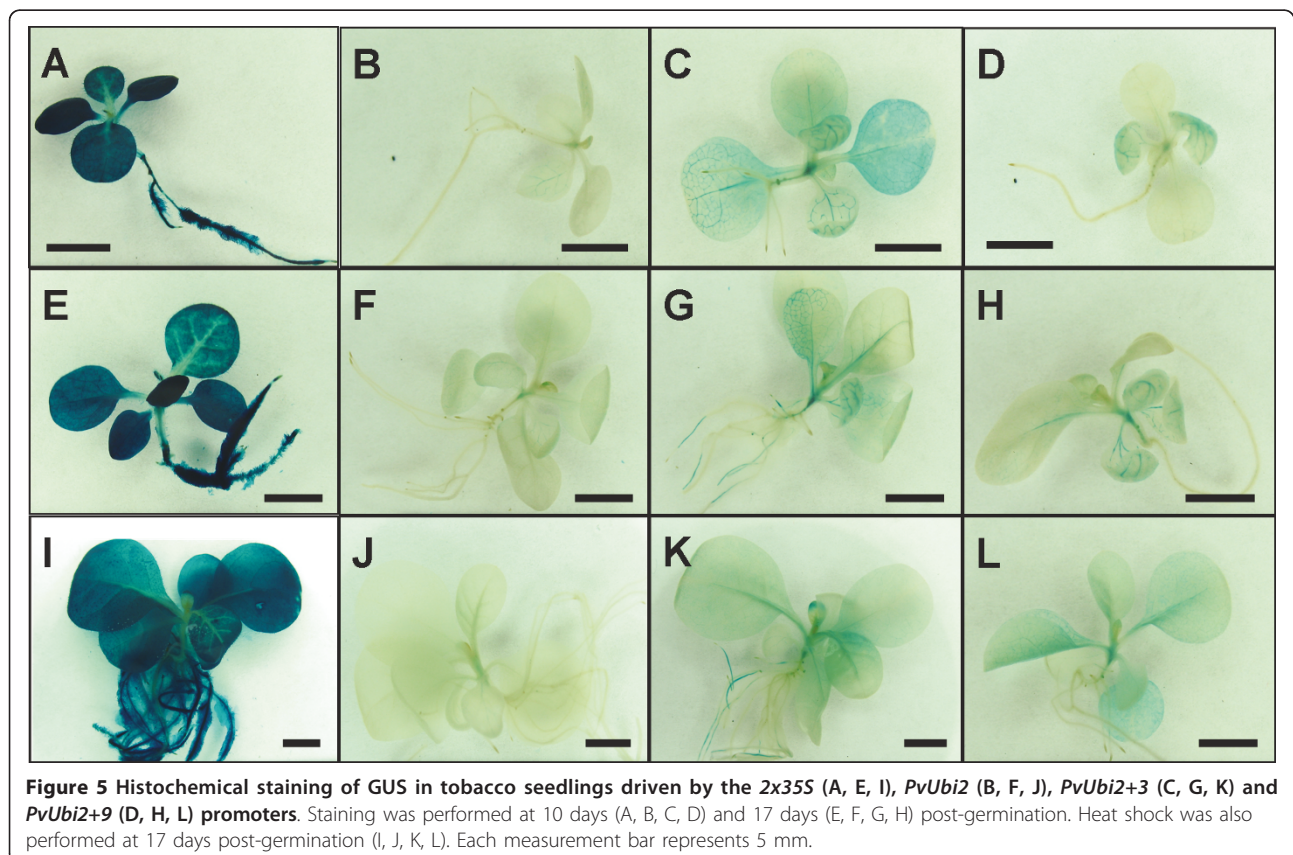 A
B
C
D
E
F
G
H
I
J
K
L
Figure 5 Histochemical staining of GUS in tobacco seedlings driven by the 2x35S (A, E, I), PvUbi2 (B, F, J), PvUbi2+3 (C, G, K) and
PvUbi2+9 (D, H, L) promoters. Staining was performed at 10 days (A, B, C, D) and 17 days (E, F, G, H) post-germination. Heat shock was also
performed at 17 days post-germination (I, J, K, L). Each measurement bar represents 5 mm.